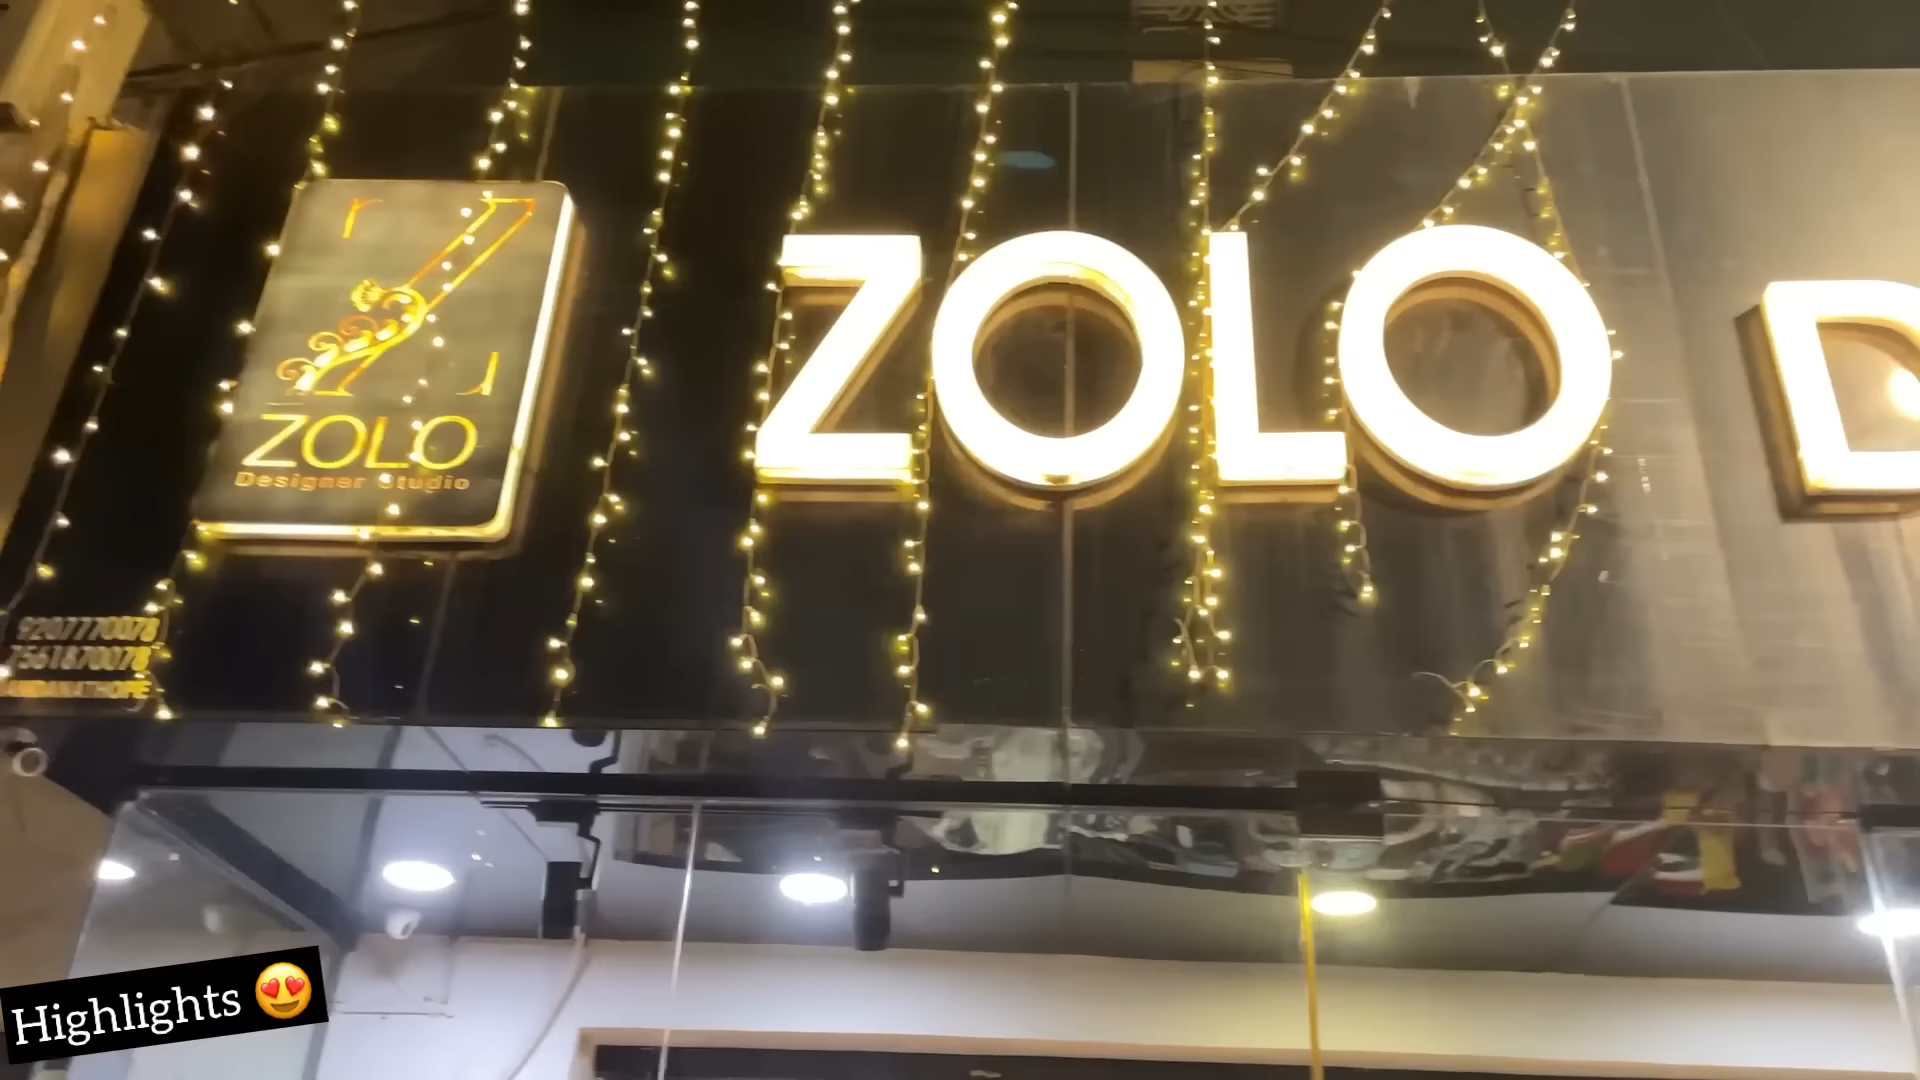 r
ZOLO
Designer Studio
ZOLO D
9207770078
7561870078
Highlights 😍